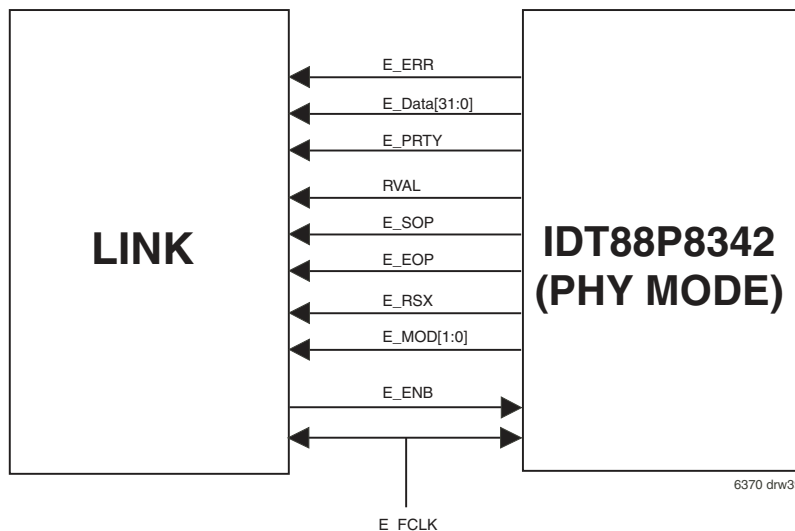 E_ERR
E_Data[31:0]
E_PRTY
RVAL
E_SOP
E_EOP
E_RSX
E_MOD[1:0]
E_ENB
LINK
IDT88P8342
(PHY MODE)
6370 drw3
E_FCLK